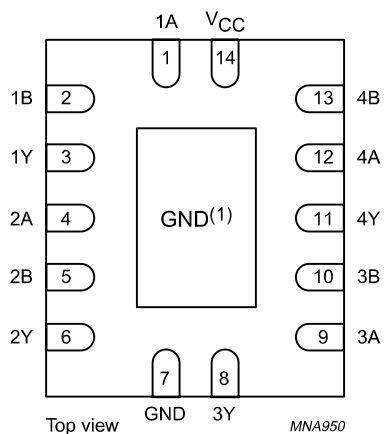 1A VCC
1 14
1B 2 13 4B
1Y 3 12 4A
2A 4 GND(1) 11 4Y
2B 5 10 3B
2Y 6 9 3A
7 8
GND 3Y
Top view MNA950